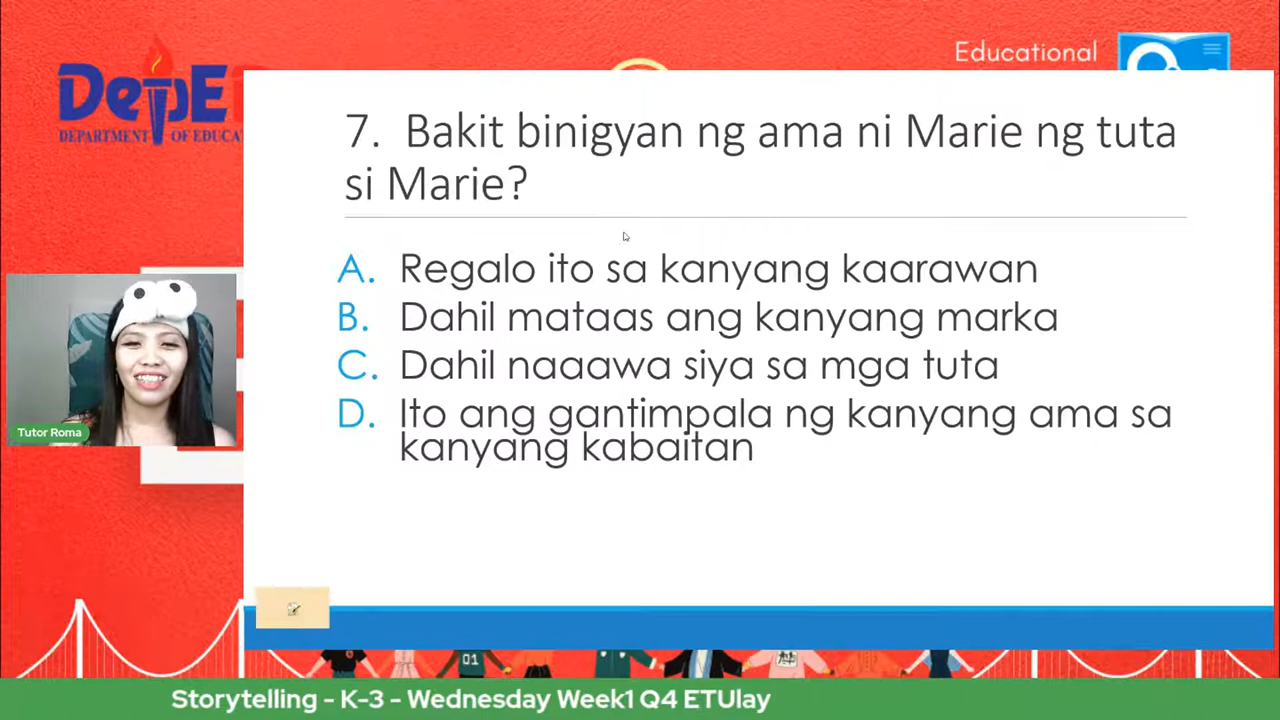 DepE
DEPARTMENT OF EDUCA
Educational
7. Bakit binigyan ng ama ni Marie ng tuta
si Marie?
A. Regalo ito sa kanyang kaarawan
B. Dahil mataas ang kanyang marka
C. Dahil naaawa siya sa mga tuta
D. Ito ang gantimpala ng kanyang ama sa
kanyang kabaitan
Tutor Roma
01
Storytelling - K-3 - Wednesday Week1 Q4 ETUlay